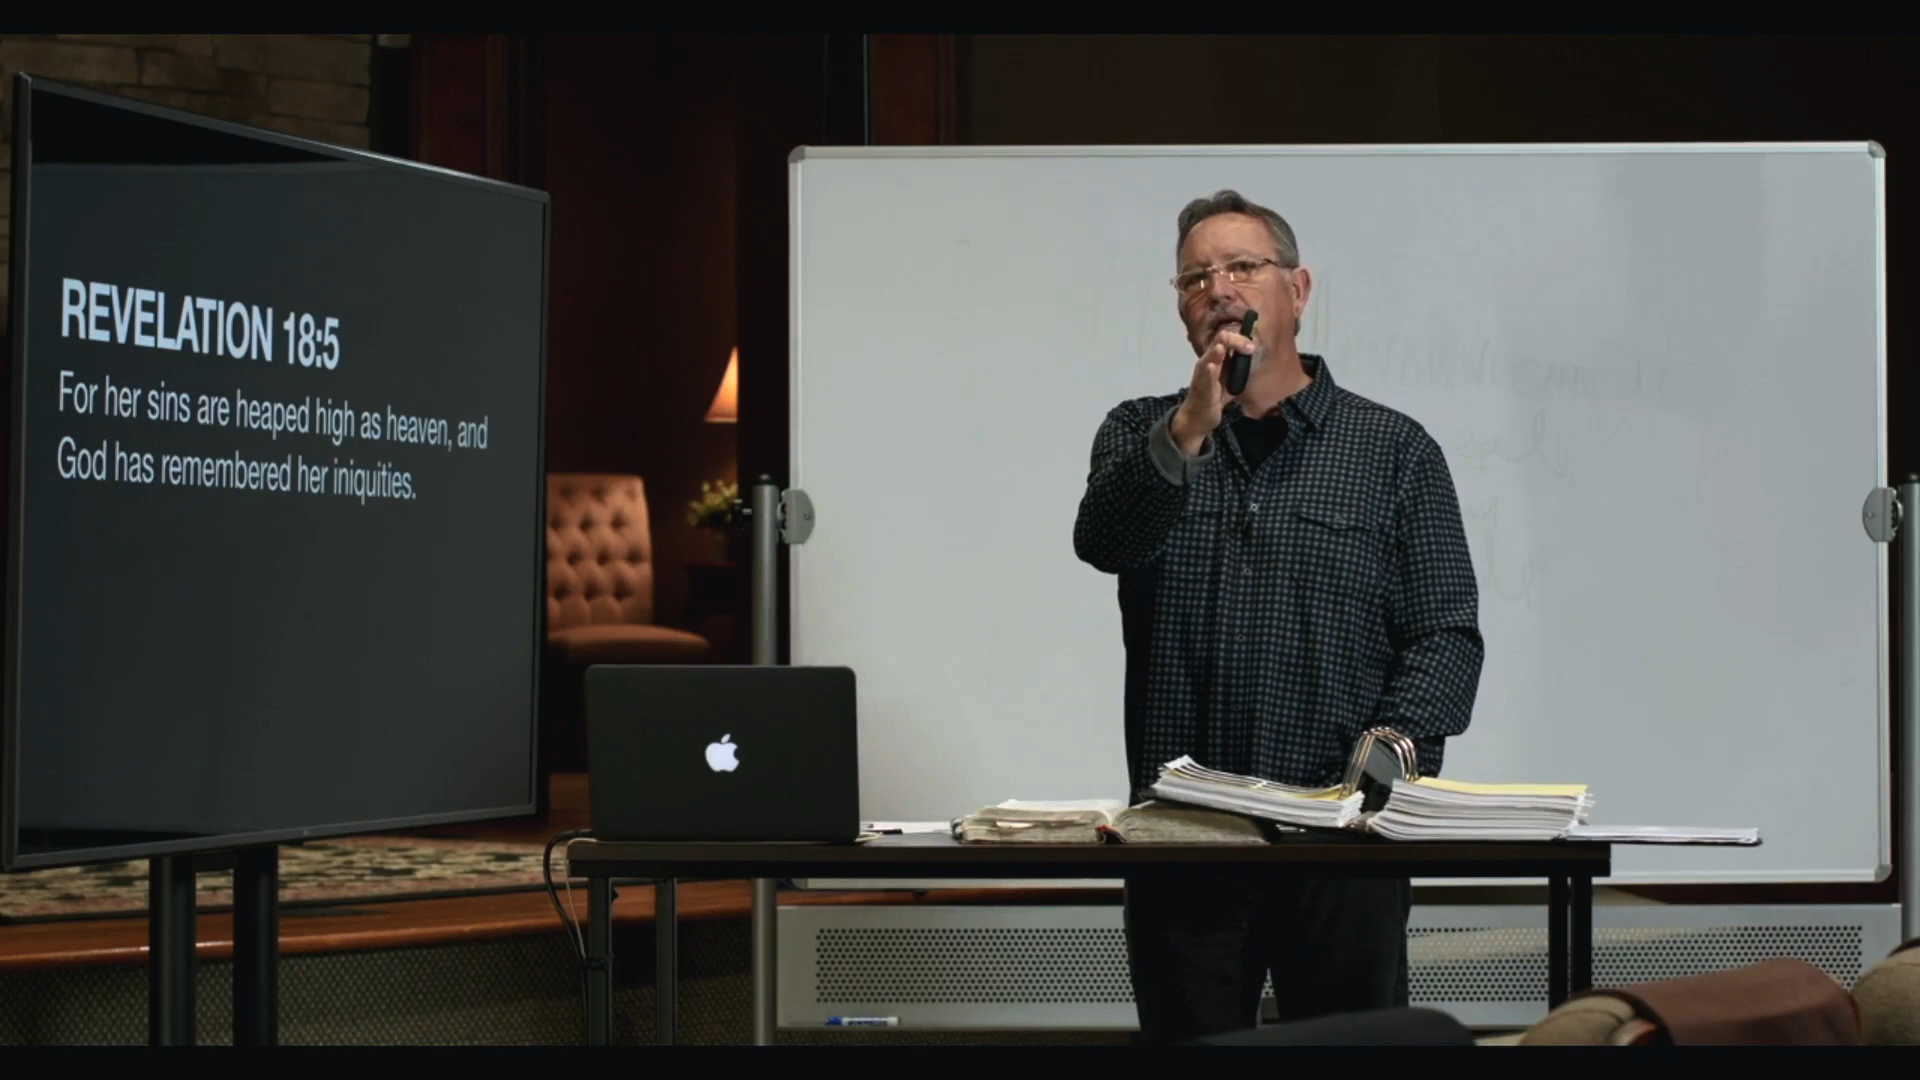 REVELATION 18:5
For her sins are heaped high as heaven, and
God has remembered her iniquities.